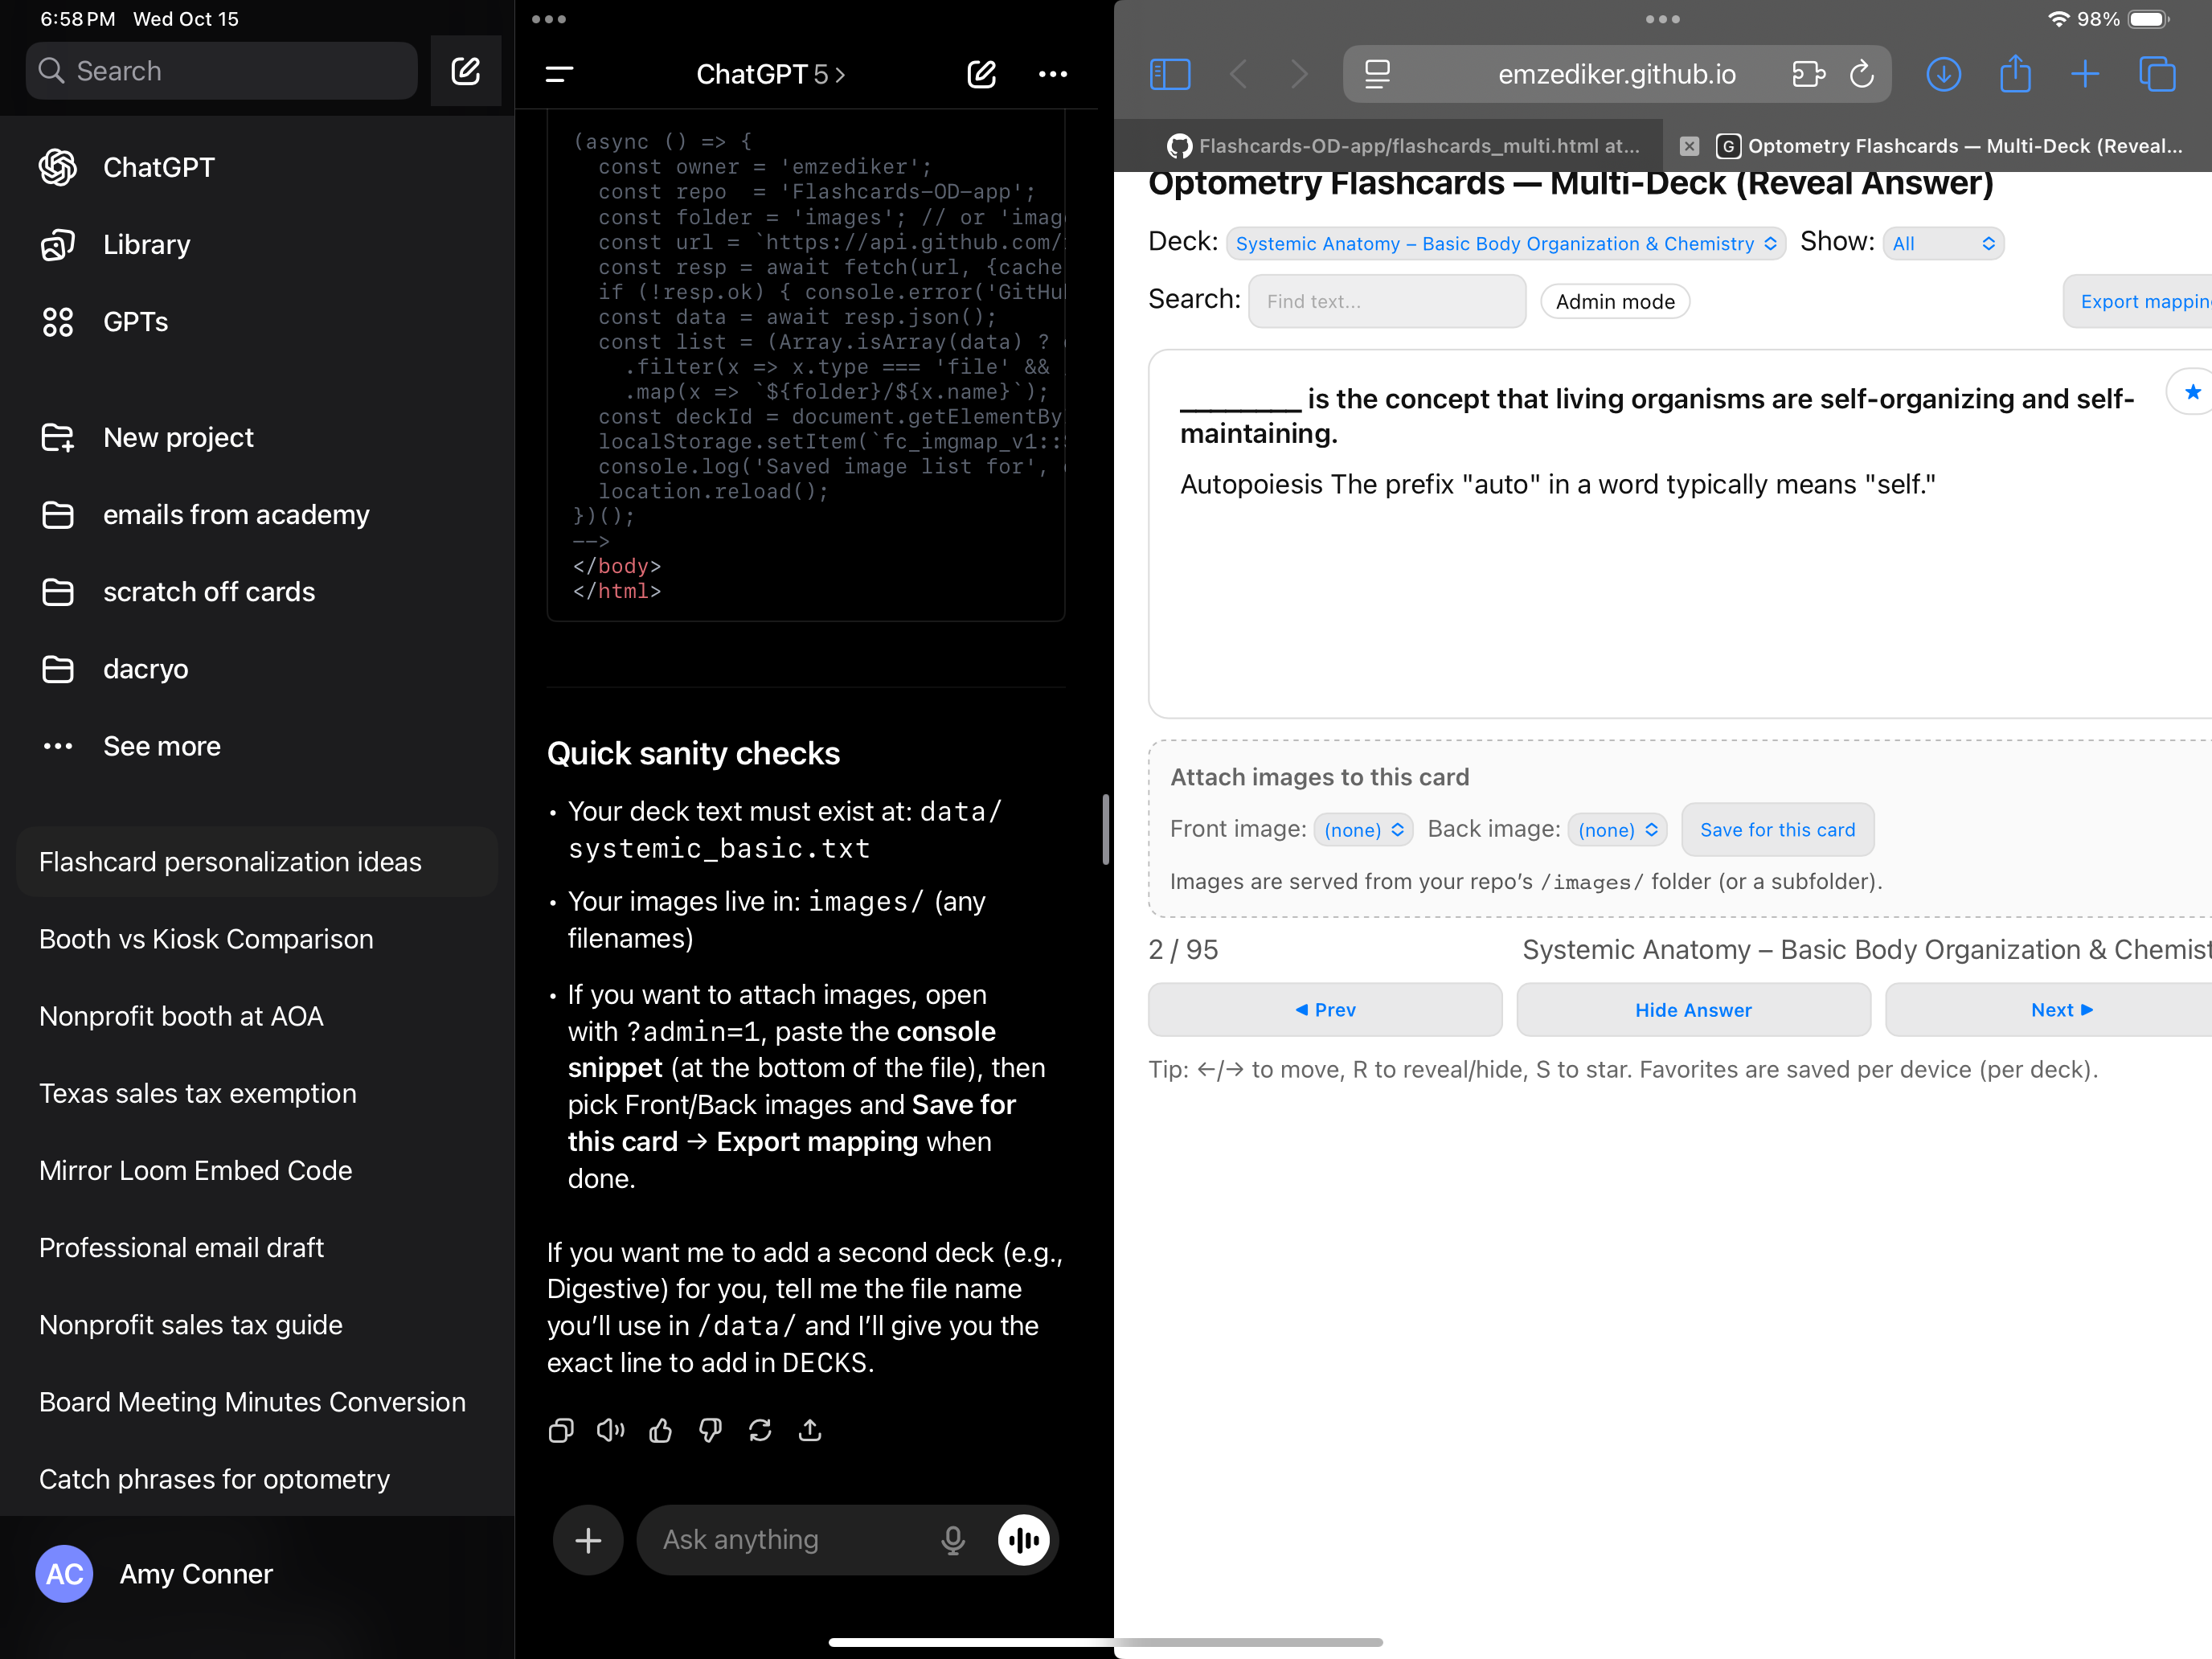 6:58 PM Wed Oct 15
Search
ChatGPT
Library
GPTs
New project
emails from academy
scratch off cards
dacryo
See more
Flashcard personalization ideas
Booth vs Kiosk Comparison
Nonprofit booth at AOA
Texas sales tax exemption
Mirror Loom Embed Code
Professional email draft
Nonprofit sales tax guide
Board Meeting Minutes Conversion
Catch phrases for optometry
AC Amy Conner
ChatGPT 5 >
(async () => {
const owner = 'emzediker';
const repo  = 'Flashcards-OD-app';
const folder = 'images'; // or 'imag
const url = `https://api.github.com/
const resp = await fetch(url, {cache
if (!resp.ok) { console.error('GitHu
const data = await resp.json();
const list = (Array.isArray(data) ?
.filter(x => x.type === 'file' &&
.map(x => `${folder}/${x.name}`);
const deckId = document.getElementBy
localStorage.setItem(`fc_imgmap_v1::
console.log('Saved image list for',
location.reload();
})();
-->
</body>
</html>
Quick sanity checks
• Your deck text must exist at: data/
systemic_basic.txt
• Your images live in: images/ (any
filenames)
• If you want to attach images, open
with ?admin=1, paste the console
snippet (at the bottom of the file), then
pick Front/Back images and Save for
this card → Export mapping when
done.
If you want me to add a second deck (e.g.,
Digestive) for you, tell me the file name
you'll use in /data/ and I'll give you the
exact line to add in DECKS.
Ask anything
98%
emzediker.github.io
Flashcards-OD-app/flashcards_multi.html at...
G Optometry Flashcards — Multi-Deck (Reveal...
Optometry Flashcards — Multi-Deck (Reveal Answer)
Deck: Systemic Anatomy – Basic Body Organization & Chemistry Show: All
Search: Find text... Admin mode Export mappin
________ is the concept that living organisms are self-organizing and self-
maintaining.
Autopoiesis The prefix "auto" in a word typically means "self."
Attach images to this card
Front image: (none) Back image: (none) Save for this card
Images are served from your repo's /images/ folder (or a subfolder).
2 / 95 Systemic Anatomy – Basic Body Organization & Chemist
◀ Prev Hide Answer Next ▶
Tip: ←/→ to move, R to reveal/hide, S to star. Favorites are saved per device (per deck).